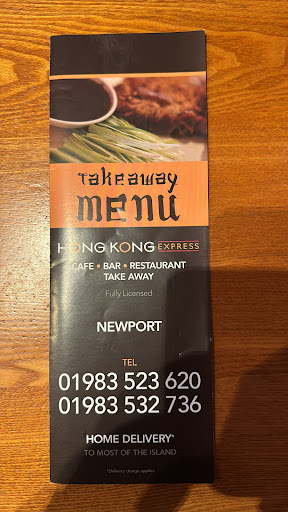 Takeaway
MENU
HONG KONG EXPRESS
CAFE • BAR • RESTAURANT
TAKE AWAY
Fully Licensed
NEWPORT
TEL
01983 523 620
01983 532 736
HOME DELIVERY*
TO MOST OF THE ISLAND
*Delivery charge applies